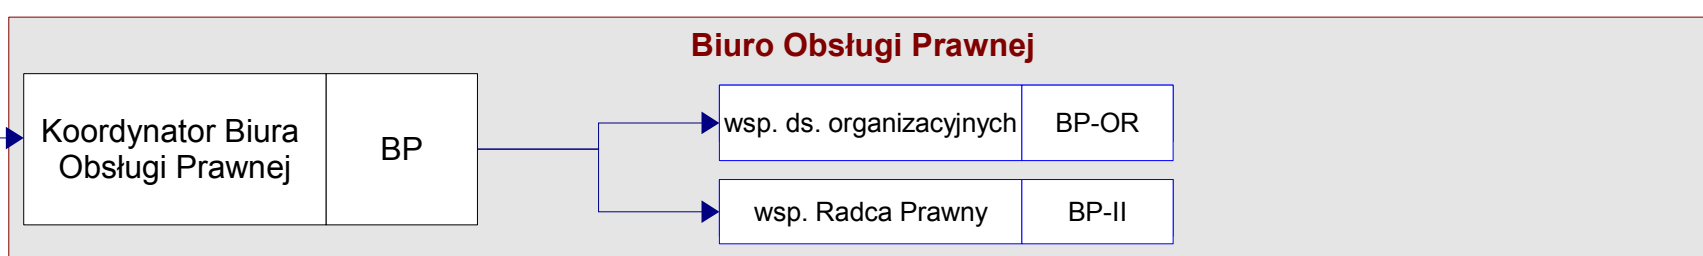 Biuro Obsługi Prawnej
Koordynator Biura
Obsługi Prawnej
BP
wsp. ds. organizacyjnych
BP-OR
wsp. Radca Prawny
BP-II